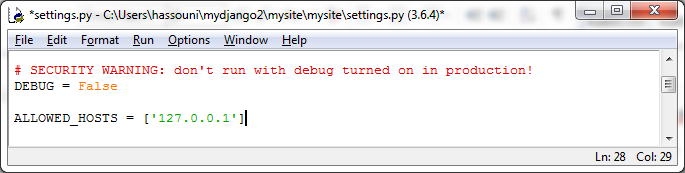 *settings.py - C:\Users\hassouni\mydjango2\mysite\mysite\settings.py (3.6.4)*
File Edit Format Run Options Window Help
# SECURITY WARNING: don't run with debug turned on in production!
DEBUG = False
ALLOWED_HOSTS = ['127.0.0.1']
Ln: 28 Col: 29